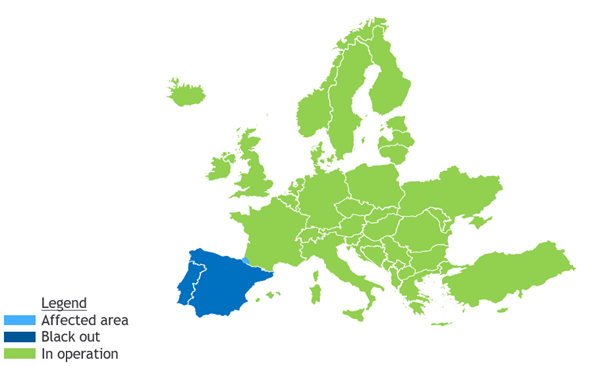 Legend
Affected area
Black out
In operation